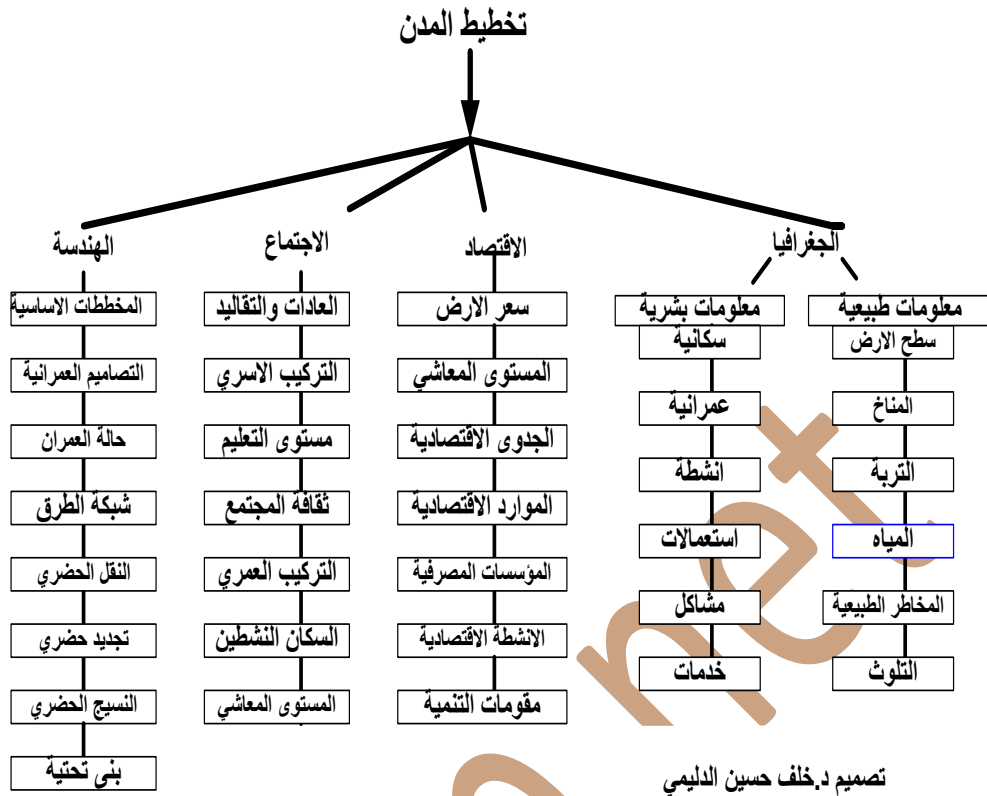 تخطيط المدن
الجغرافيا
معلومات طبيعية
سطح الارض
المناخ
التربة
المياه
المخاطر الطبيعية
التلوث
معلومات بشرية
سكانية
عمرانية
انشطة
استعمالات
مشاكل
خدمات
الاقتصاد
سعر الارض
المستوى المعاشي
الجدوى الاقتصادية
الموارد الاقتصادية
المؤسسات المصرفية
الانشطة الاقتصادية
مقومات التنمية
الاجتماع
العادات والتقاليد
التركيب الاسري
مستوى التعليم
ثقافة المجتمع
التركيب العمري
السكان النشطين
المستوى المعاشي
الهندسة
المخططات الاساسية
التصاميم العمرانية
حالة العمران
شبكة الطرق
النقل الحضري
تجديد حضري
النسيج الحضري
بنى تحتية
تصميم د.خلف حسين الدليمي
net